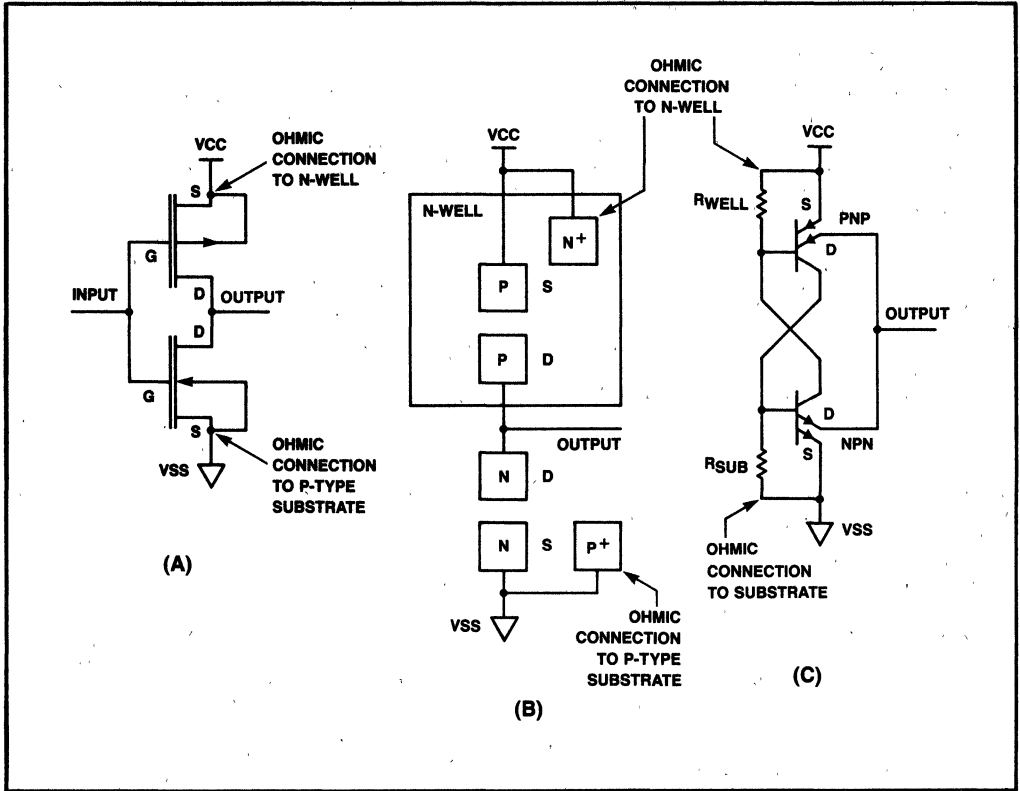 VCC
OHMIC
CONNECTION
TO N-WELL
S
G
D
INPUT
OUTPUT
D
G
S
VSS
OHMIC
CONNECTION
TO P-TYPE
SUBSTRATE
(A)
OHMIC
CONNECTION
TO N-WELL
VCC
N-WELL
N+
P
S
P
D
OUTPUT
N
D
N
S
P+
VSS
OHMIC
CONNECTION
TO P-TYPE
SUBSTRATE
(B)
VCC
RWELL
S
PNP
D
OUTPUT
D
NPN
S
RSUB
VSS
OHMIC
CONNECTION
TO SUBSTRATE
(C)